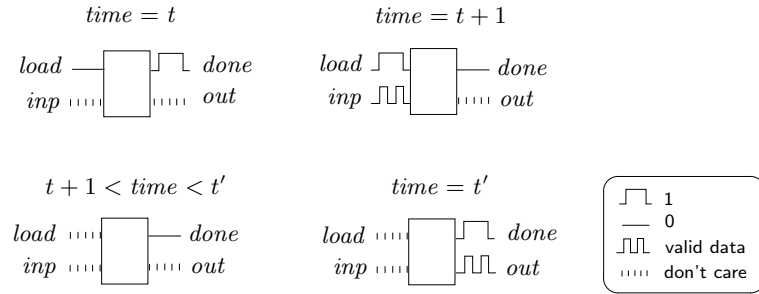 time = t
time = t + 1
load
done
inp
out
load
done
inp
out
t + 1 < time < t′
time = t′
load
done
inp
out
load
done
inp
out
1
0
valid data
don't care